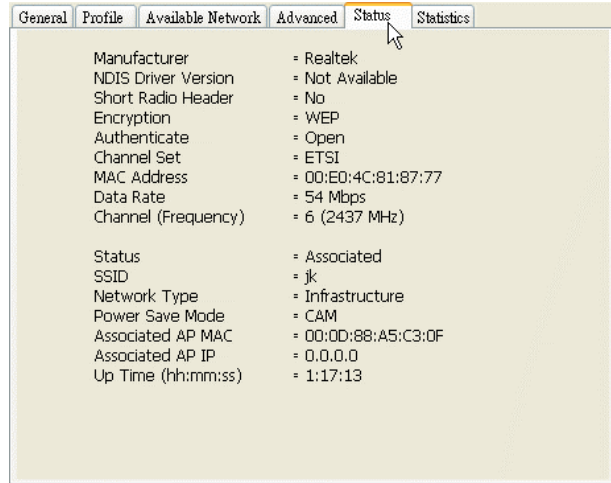 General Profile Available Network Advanced Status Statistics
Manufacturer = Realtek
NDIS Driver Version = Not Available
Short Radio Header = No
Encryption = WEP
Authenticate = Open
Channel Set = ETSI
MAC Address = 00:E0:4C:81:87:77
Data Rate = 54 Mbps
Channel (Frequency) = 6 (2437 MHz)
Status = Associated
SSID = jk
Network Type = Infrastructure
Power Save Mode = CAM
Associated AP MAC = 00:0D:88:A5:C3:0F
Associated AP IP = 0.0.0.0
Up Time (hh:mm:ss) = 1:17:13